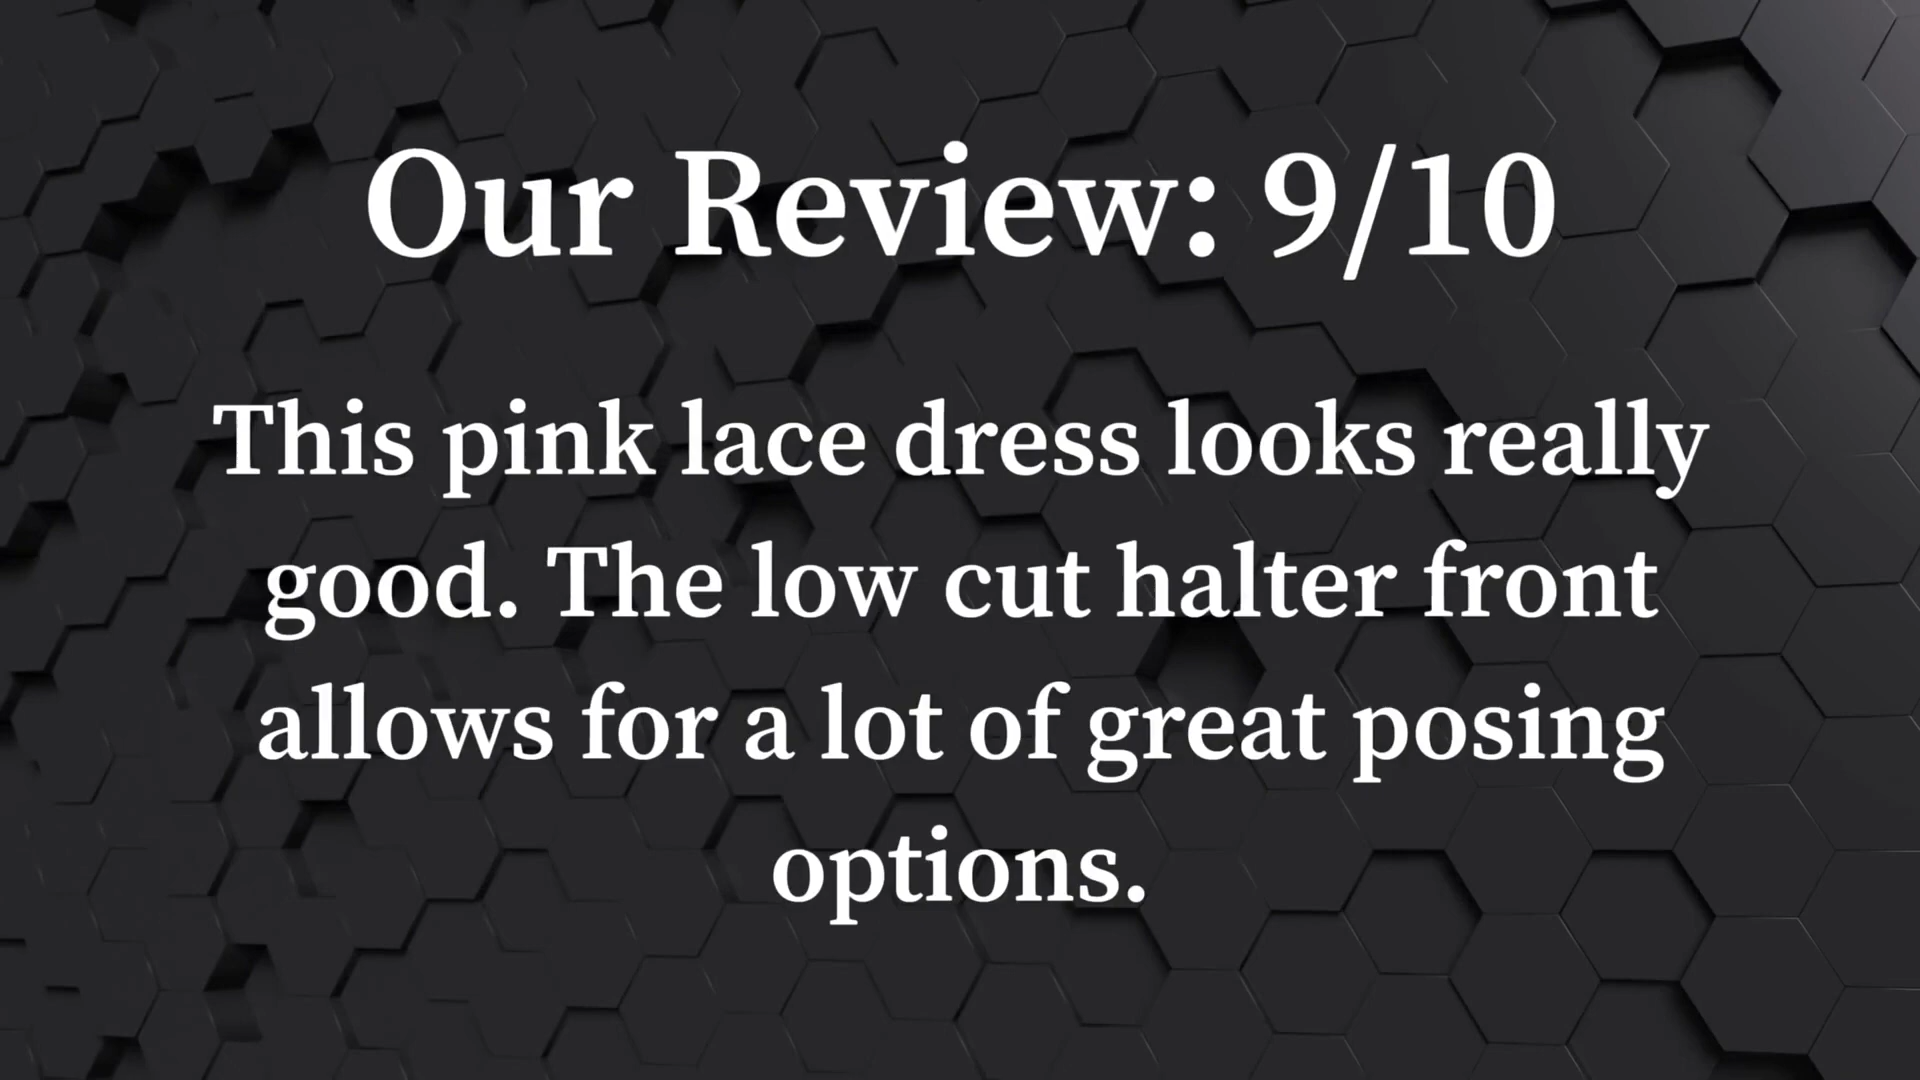 Our Review: 9/10
This pink lace dress looks really
good. The low cut halter front
allows for a lot of great posing
options.